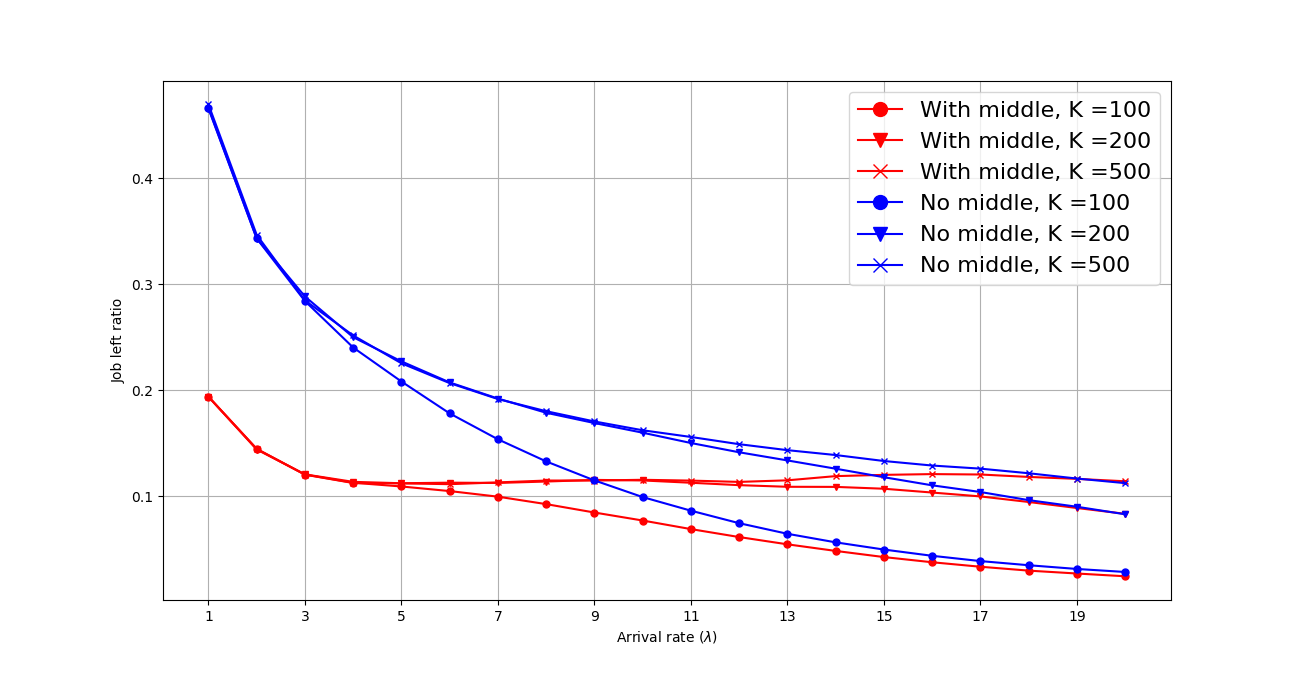 With middle, K =100
With middle, K =200
With middle, K =500
No middle, K =100
No middle, K =200
No middle, K =500
Job left ratio
0.4
0.3
0.2
0.1
1 3 5 7 9 11 13 15 17 19
Arrival rate (λ)